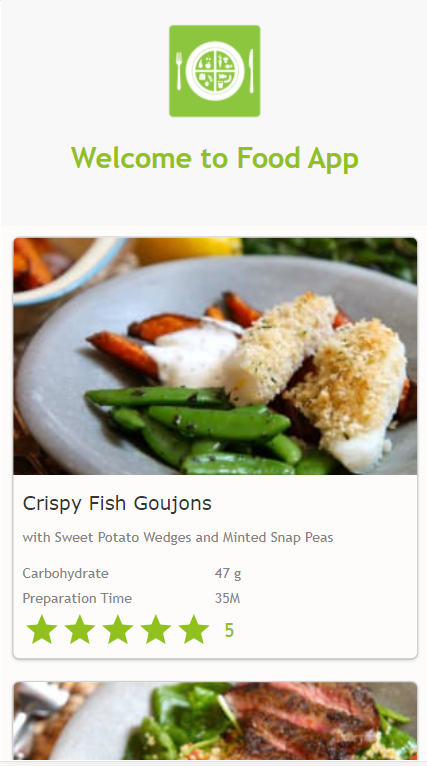 Welcome to Food App
Crispy Fish Goujons
with Sweet Potato Wedges and Minted Snap Peas
Carbohydrate 47 g
Preparation Time 35M
5